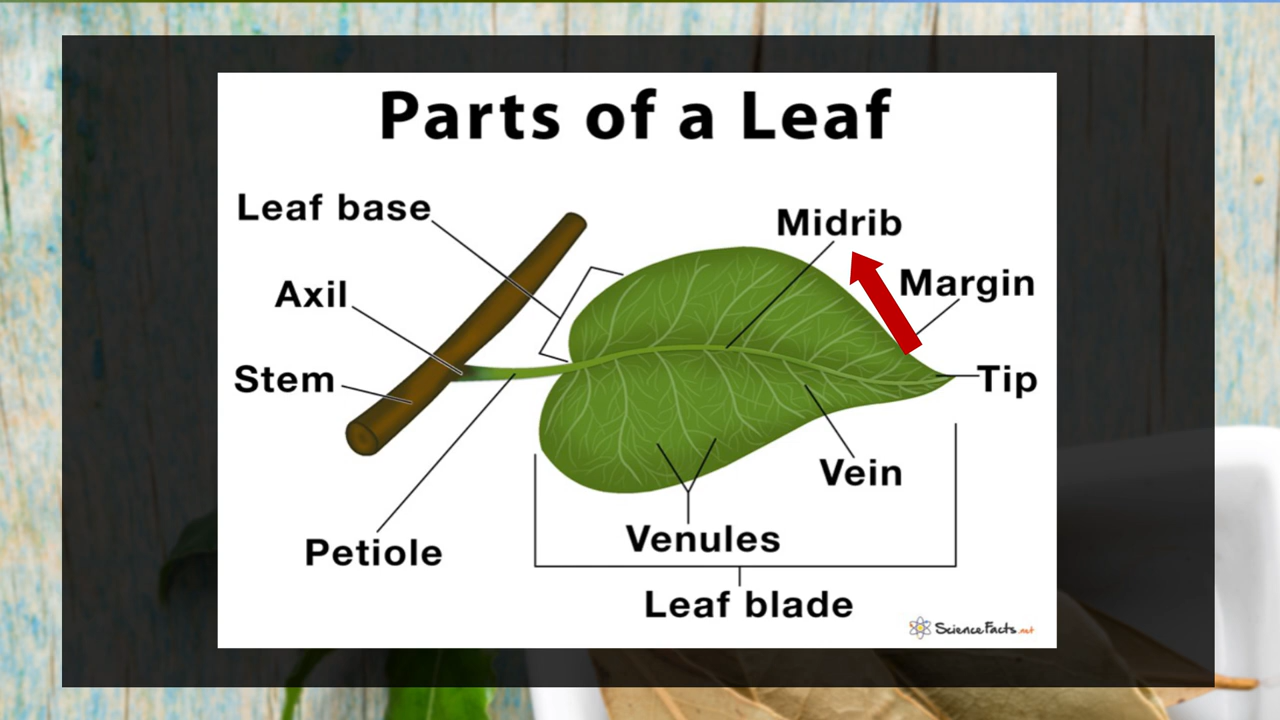 Parts of a Leaf
Leaf base
Midrib
Axil
Margin
Stem
Tip
Vein
Venules
Petiole
Leaf blade
ScienceFacts.net